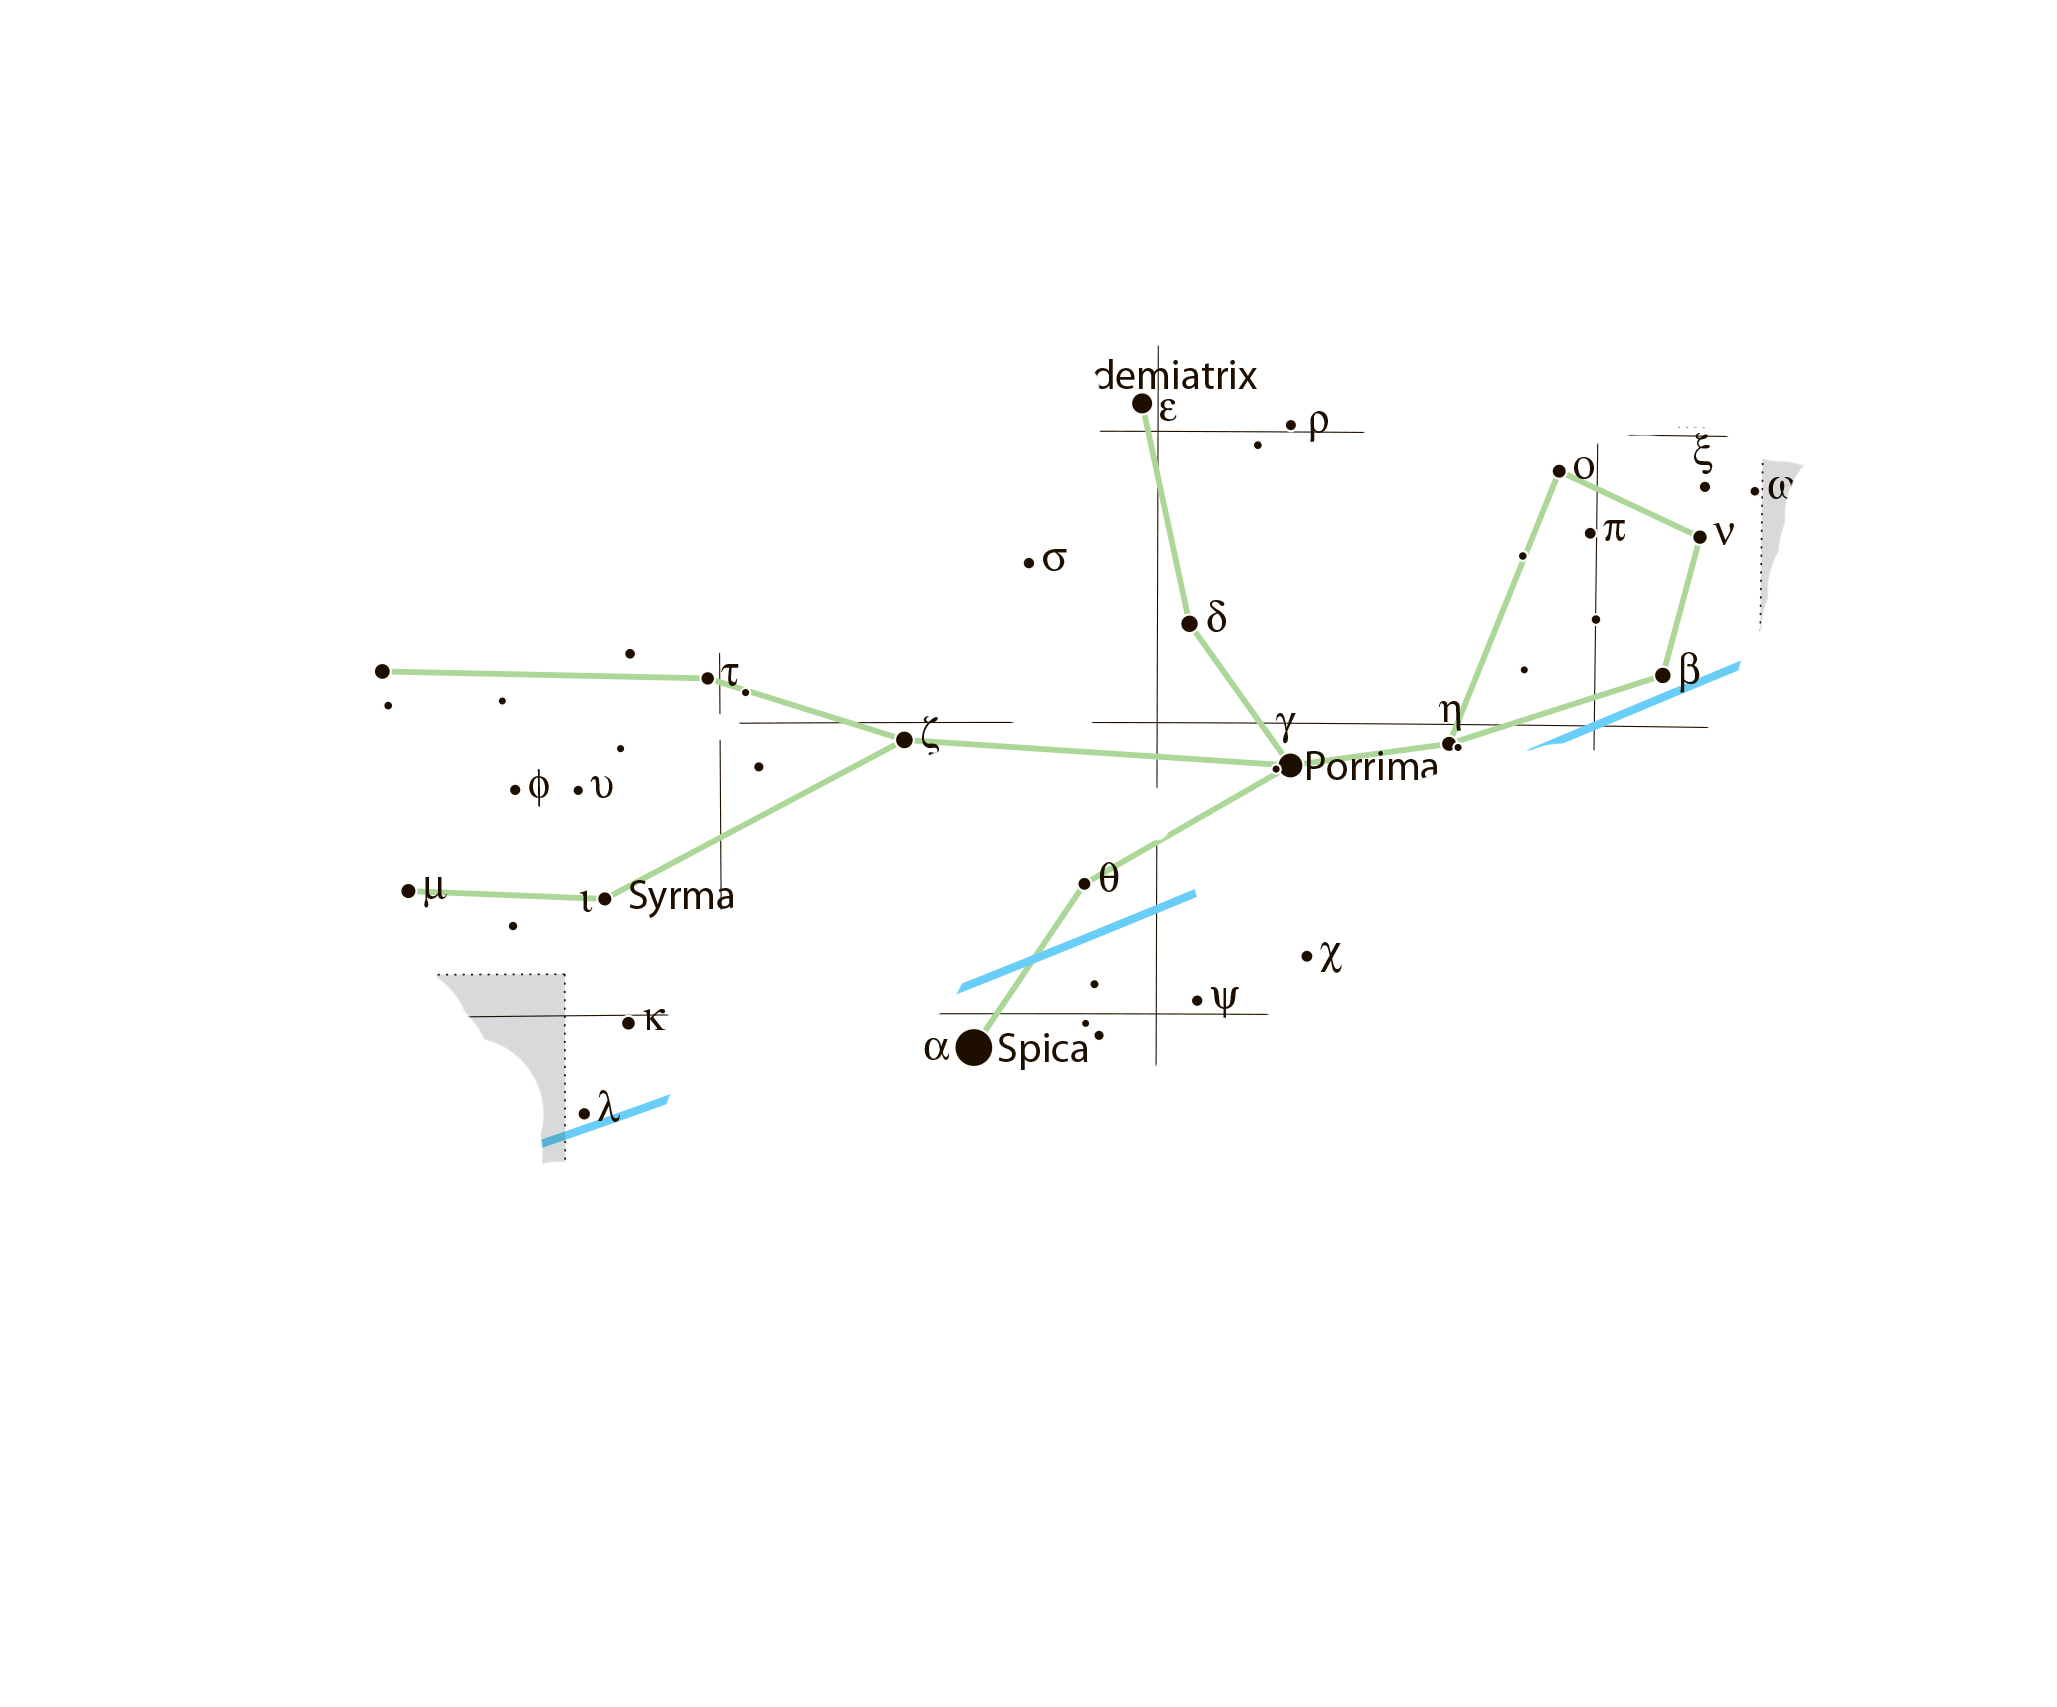 demiatrix
ε
ρ
ξ
ο
ω
π
ν
σ
δ
τ
β
η
γ
ζ
Porrima
φ
υ
θ
μ
ι
Syrma
χ
ψ
κ
α
Spica
λ